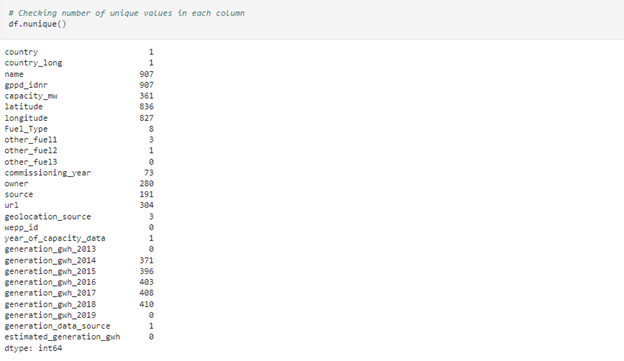 # Checking number of unique values in each column
df.nunique()
country 1
country_long 1
name 907
gppd_idnr 907
capacity_mw 361
latitude 836
longitude 827
Fuel_Type 8
other_fuel1 3
other_fuel2 1
other_fuel3 0
commissioning_year 73
owner 280
source 191
url 304
geolocation_source 3
wepp_id 0
year_of_capacity_data 1
generation_gwh_2013 0
generation_gwh_2014 371
generation_gwh_2015 396
generation_gwh_2016 403
generation_gwh_2017 408
generation_gwh_2018 410
generation_gwh_2019 0
generation_data_source 1
estimated_generation_gwh 0
dtype: int64